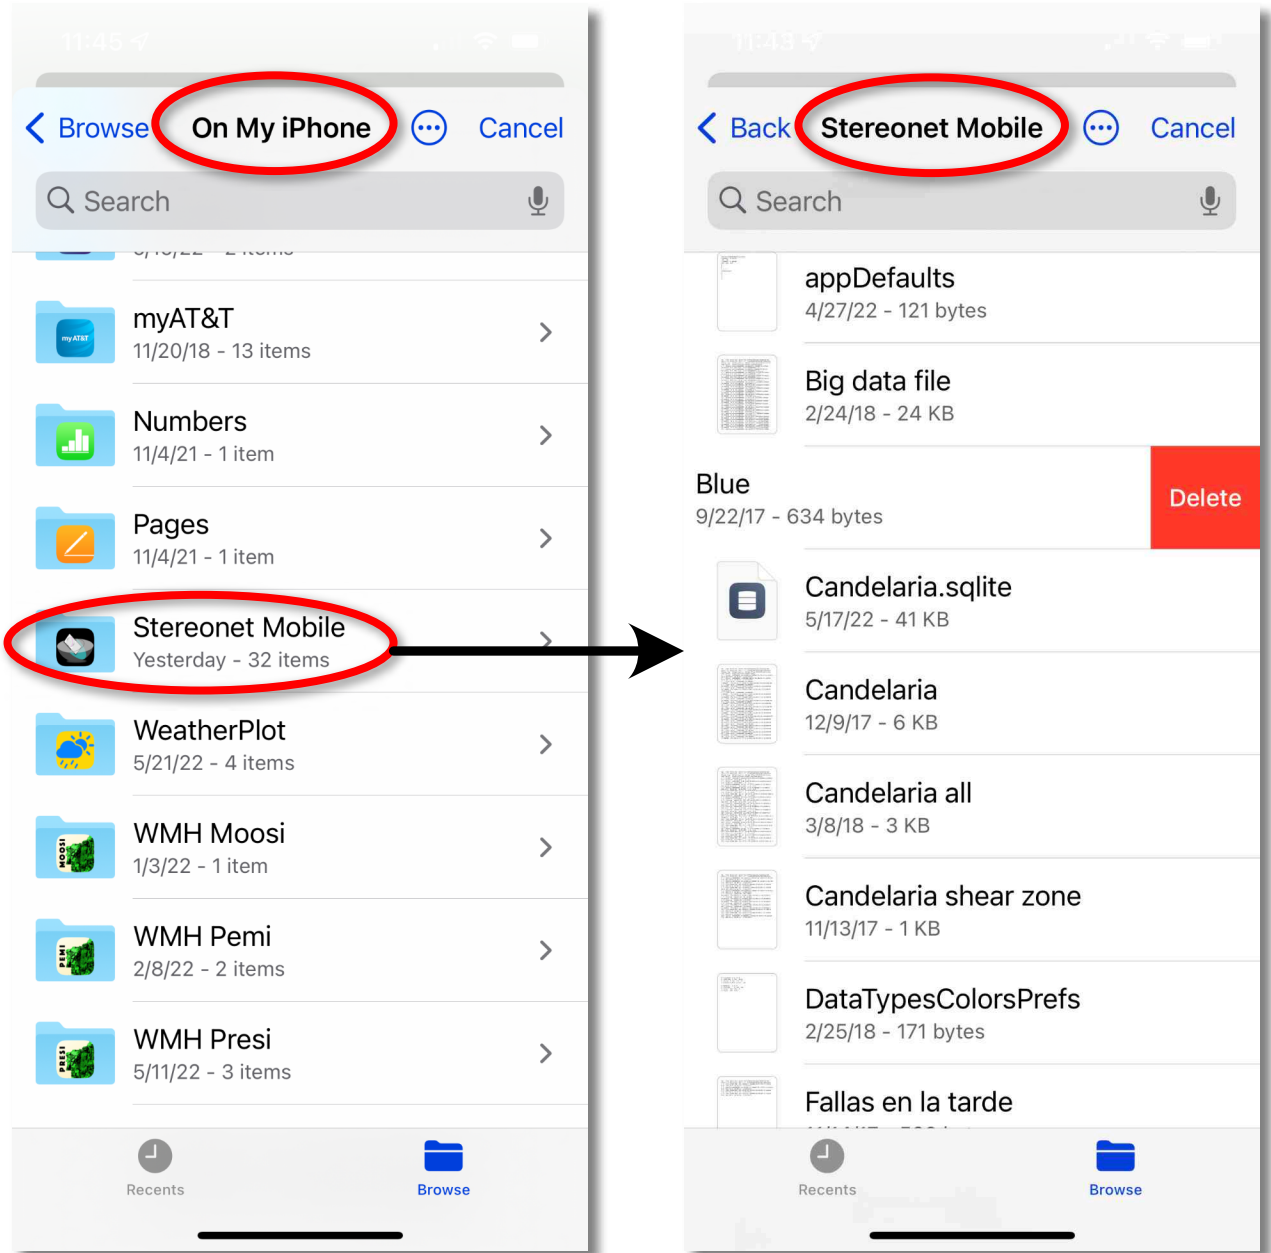 11:45
Browse
On My iPhone
Cancel
Search
myAT&T
myAT&T
11/20/18 - 13 items
Numbers
11/4/21 - 1 item
Pages
11/4/21 - 1 item
Stereonet Mobile
Yesterday - 32 items
WeatherPlot
5/21/22 - 4 items
WMH Moosi
MOOSI
1/3/22 - 1 item
WMH Pemi
PEMI
2/8/22 - 2 items
WMH Presi
PRESI
5/11/22 - 3 items
Recents
Browse
Back
Stereonet Mobile
Cancel
Search
appDefaults
4/27/22 - 121 bytes
Big data file
2/24/18 - 24 KB
Blue
9/22/17 - 634 bytes
Delete
Candelaria.sqlite
5/17/22 - 41 KB
Candelaria
12/9/17 - 6 KB
Candelaria all
3/8/18 - 3 KB
Candelaria shear zone
11/13/17 - 1 KB
DataTypesColorsPrefs
2/25/18 - 171 bytes
Fallas en la tarde
Recents
Browse